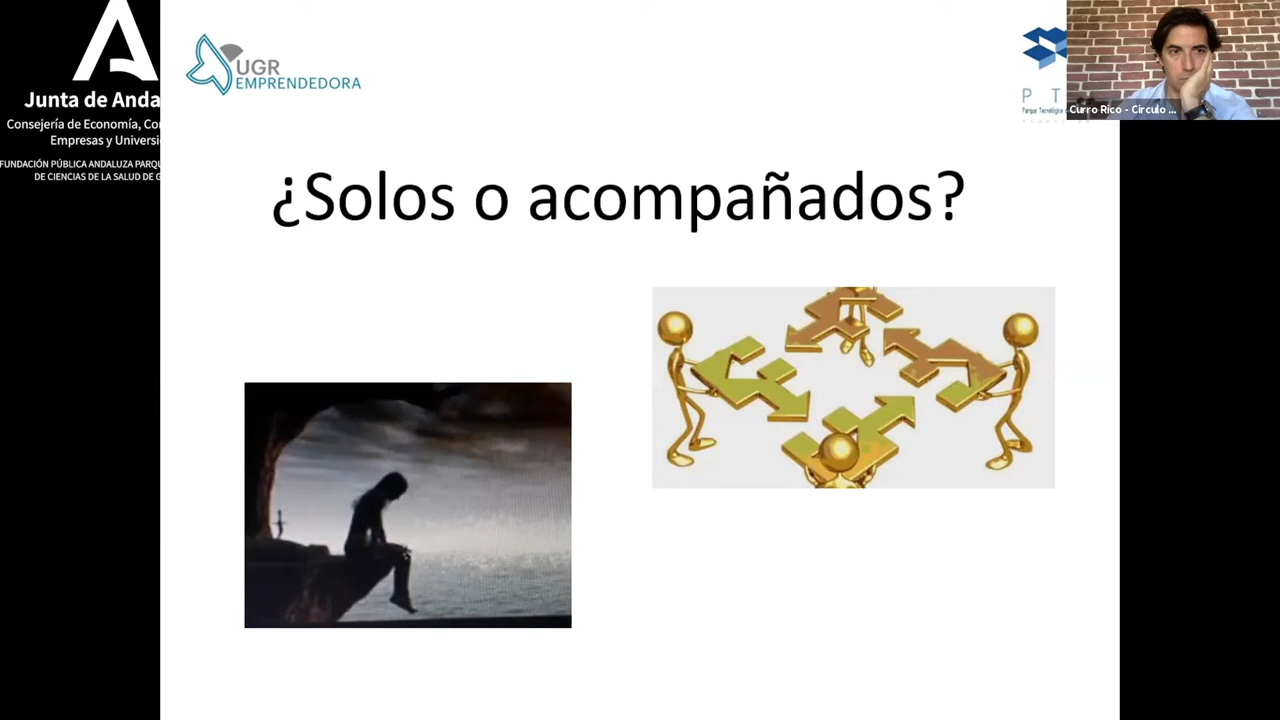 Junta de Anda
Consejería de Economía, Co
Empresas y Universi
FUNDACIÓN PÚBLICA ANDALUZA PARQU
DE CIENCIAS DE LA SALUD DE G
UGR
EMPRENDEDORA
P T
Parque Tecnológico
Curro Rico - Círculo ...
¿Solos o acompañados?